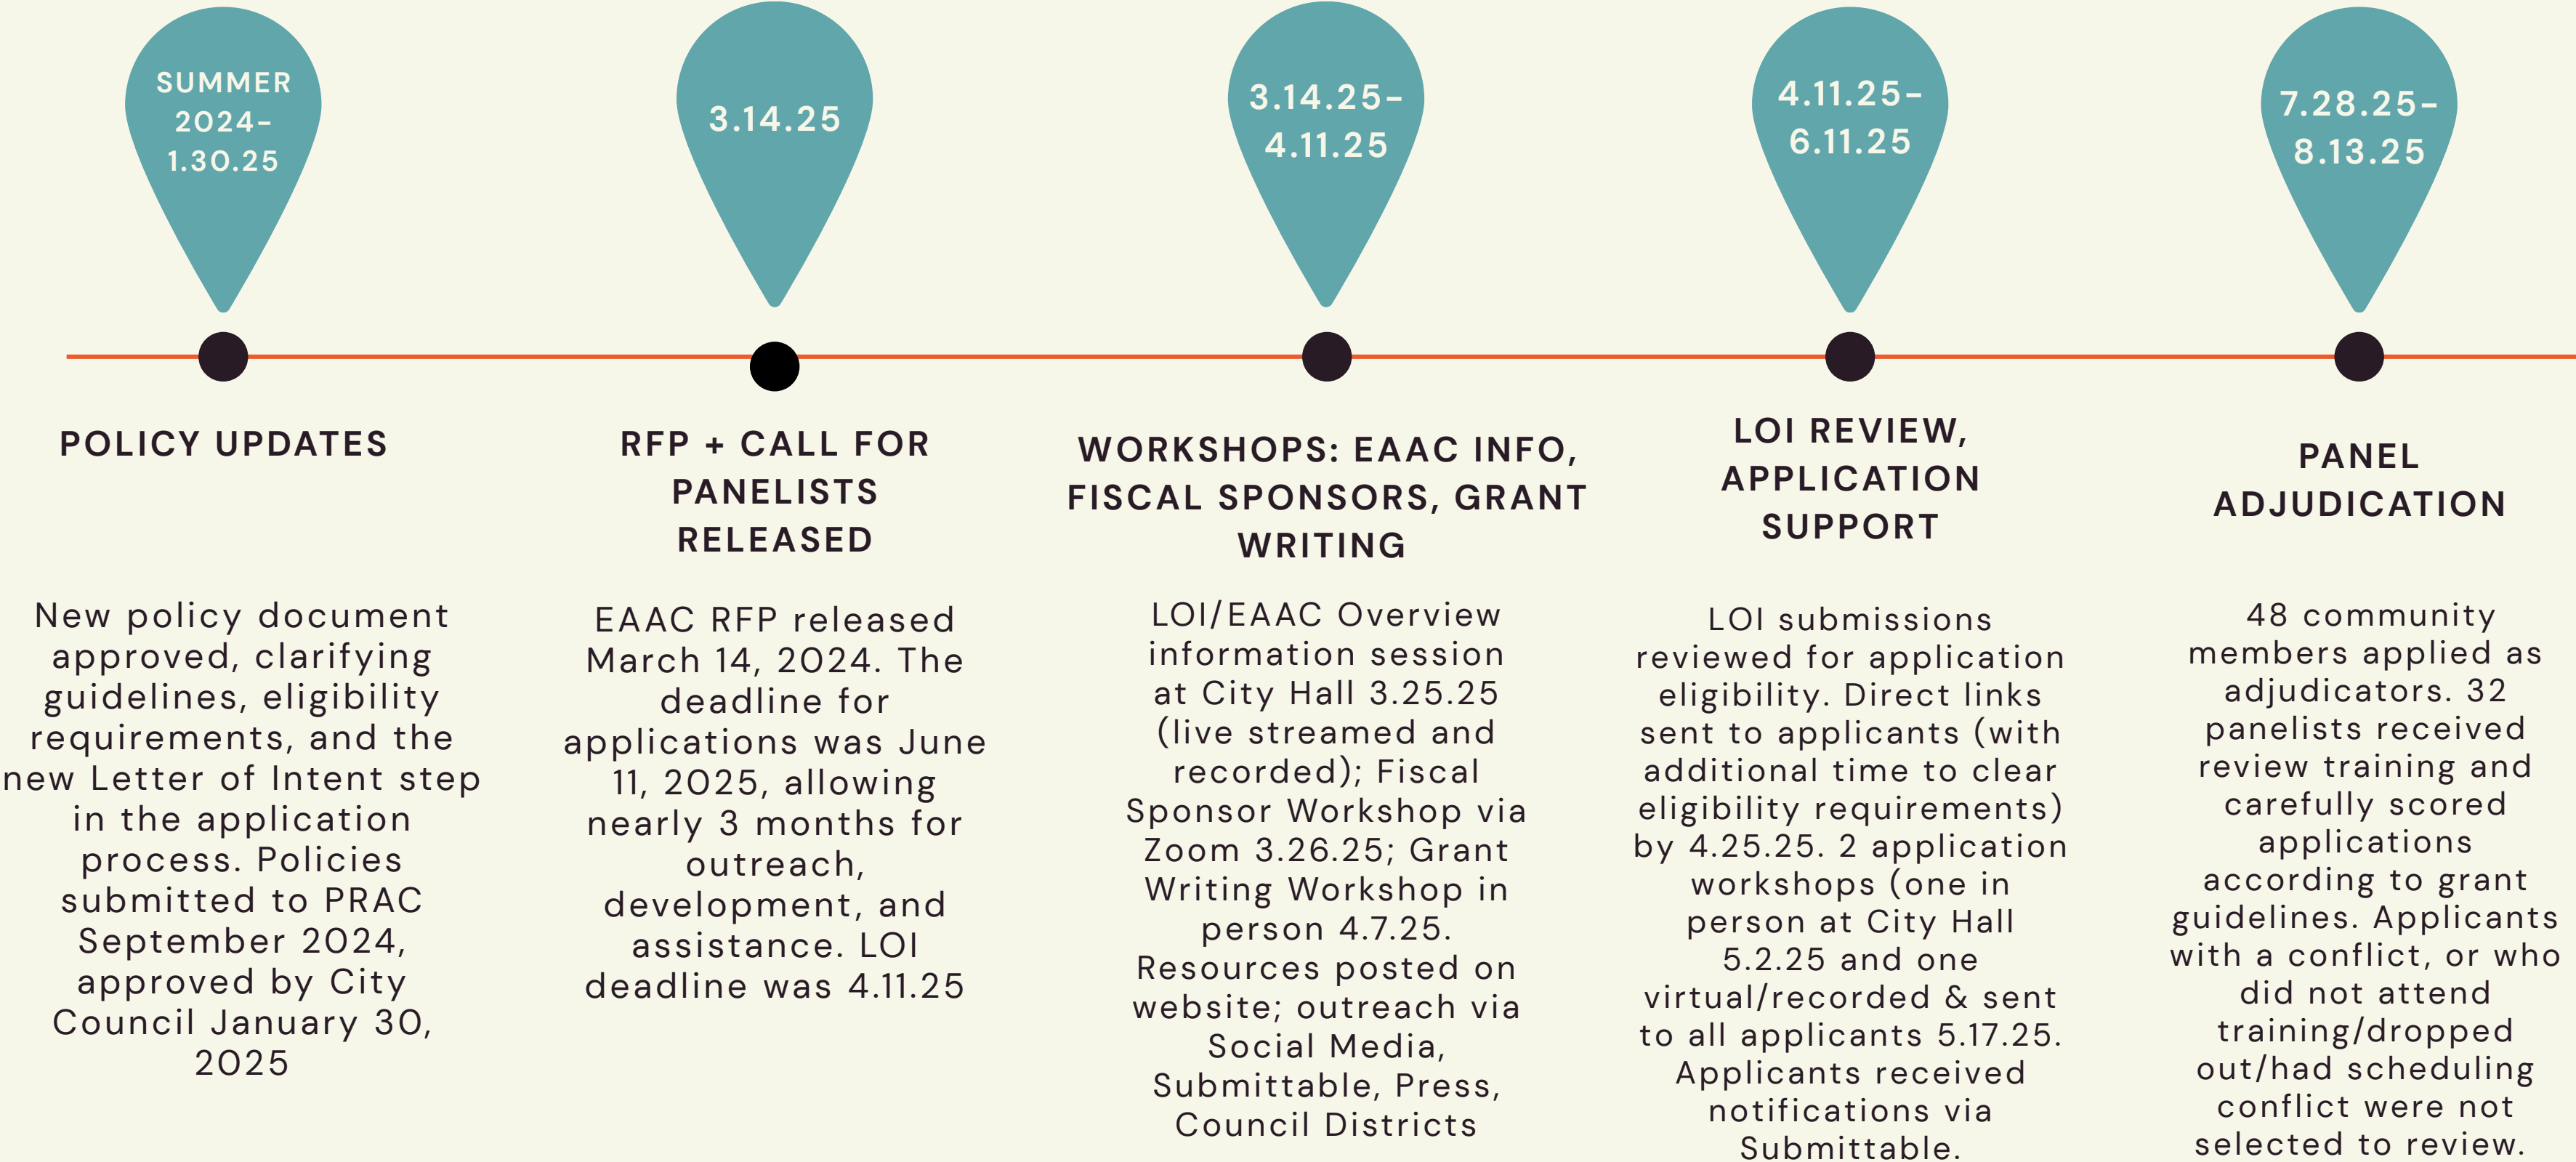 SUMMER
2024-
1.30.25
POLICY UPDATES
New policy document
approved, clarifying
guidelines, eligibility
requirements, and the
new Letter of Intent step
in the application
process. Policies
submitted to PRAC
September 2024,
approved by City
Council January 30,
2025
3.14.25
RFP + CALL FOR
PANELISTS
RELEASED
EAAC RFP released
March 14, 2024. The
deadline for
applications was June
11, 2025, allowing
nearly 3 months for
outreach,
development, and
assistance. LOI
deadline was 4.11.25
3.14.25-
4.11.25
WORKSHOPS: EAAC INFO,
FISCAL SPONSORS, GRANT
WRITING
LOI/EAAC Overview
information session
at City Hall 3.25.25
(live streamed and
recorded); Fiscal
Sponsor Workshop via
Zoom 3.26.25; Grant
Writing Workshop in
person 4.7.25.
Resources posted on
website; outreach via
Social Media,
Submittable, Press,
Council Districts
4.11.25-
6.11.25
LOI REVIEW,
APPLICATION
SUPPORT
LOI submissions
reviewed for application
eligibility. Direct links
sent to applicants (with
additional time to clear
eligibility requirements)
by 4.25.25. 2 application
workshops (one in
person at City Hall
5.2.25 and one
virtual/recorded & sent
to all applicants 5.17.25.
Applicants received
notifications via
Submittable.
7.28.25-
8.13.25
PANEL
ADJUDICATION
48 community
members applied as
adjudicators. 32
panelists received
review training and
carefully scored
applications
according to grant
guidelines. Applicants
with a conflict, or who
did not attend
training/dropped
out/had scheduling
conflict were not
selected to review.